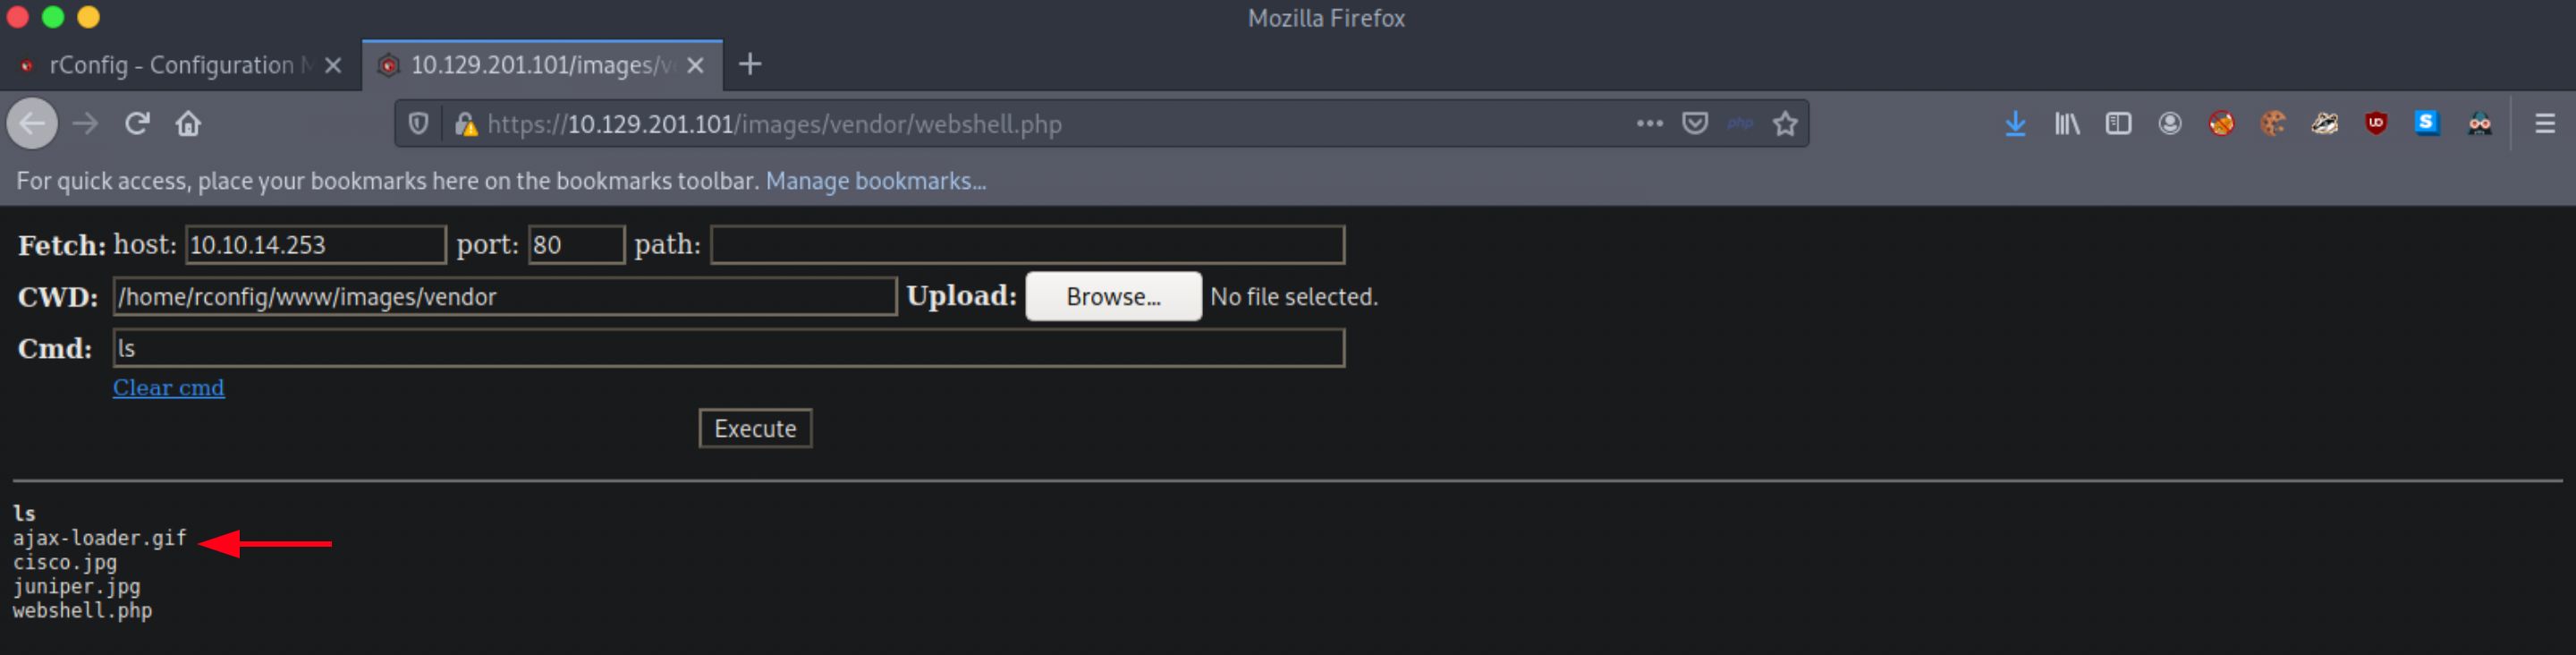 Mozilla Firefox
rConfig - Configuration M
10.129.201.101/images/ve
https://10.129.201.101/images/vendor/webshell.php
php
UD
S
For quick access, place your bookmarks here on the bookmarks toolbar. Manage bookmarks...
Fetch: host: 10.10.14.253 port: 80 path:
CWD: /home/rconfig/www/images/vendor Upload: Browse... No file selected.
Cmd: ls
Clear cmd
Execute
ls
ajax-loader.gif
cisco.jpg
juniper.jpg
webshell.php